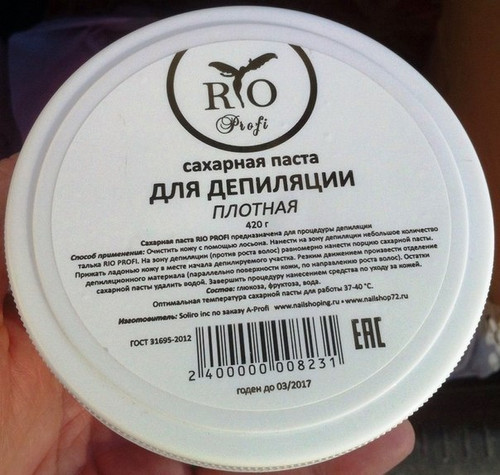 RIO
Profi
сахарная паста
ДЛЯ ДЕПИЛЯЦИИ
ПЛОТНАЯ
420 г
Сахарная паста RIO PROFI предназначена для процедуры депиляции
Способ применения: Очистить кожу с помощью лосьона. Нанести на зону депиляции небольшое количество
талька RIO PROFI. На зону депиляции (против роста волос) равномерно нанести порцию сахарной пасты.
Прижать ладонью кожу в месте начала депилируемого участка. Резким движением произвести отделение
депиляционного материала (параллельно поверхности кожи, по направлению роста волос). Остатки
сахарной пасты удалить водой. Завершить процедуру нанесением средства по уходу за кожей.
Состав: глюкоза, фруктоза, вода.
Оптимальная температура сахарной пасты для работы 37-40 °C.
Изготовитель: Soliro inc по заказу A-Profi www.nailshoping.ru • www.nailshop72.ru
ГОСТ 31695-2012
EAC
2 400000 008231
годен до 03/2017